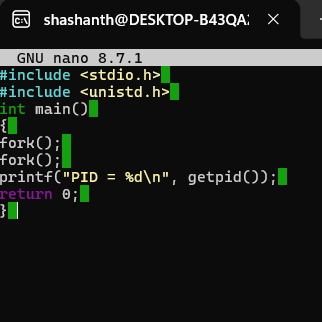 shashanth@DESKTOP-B43QA
GNU nano 8.7.1
#include <stdio.h>
#include <unistd.h>
int main()
{
fork();
fork();
printf("PID = %d\n", getpid());
return 0;
}